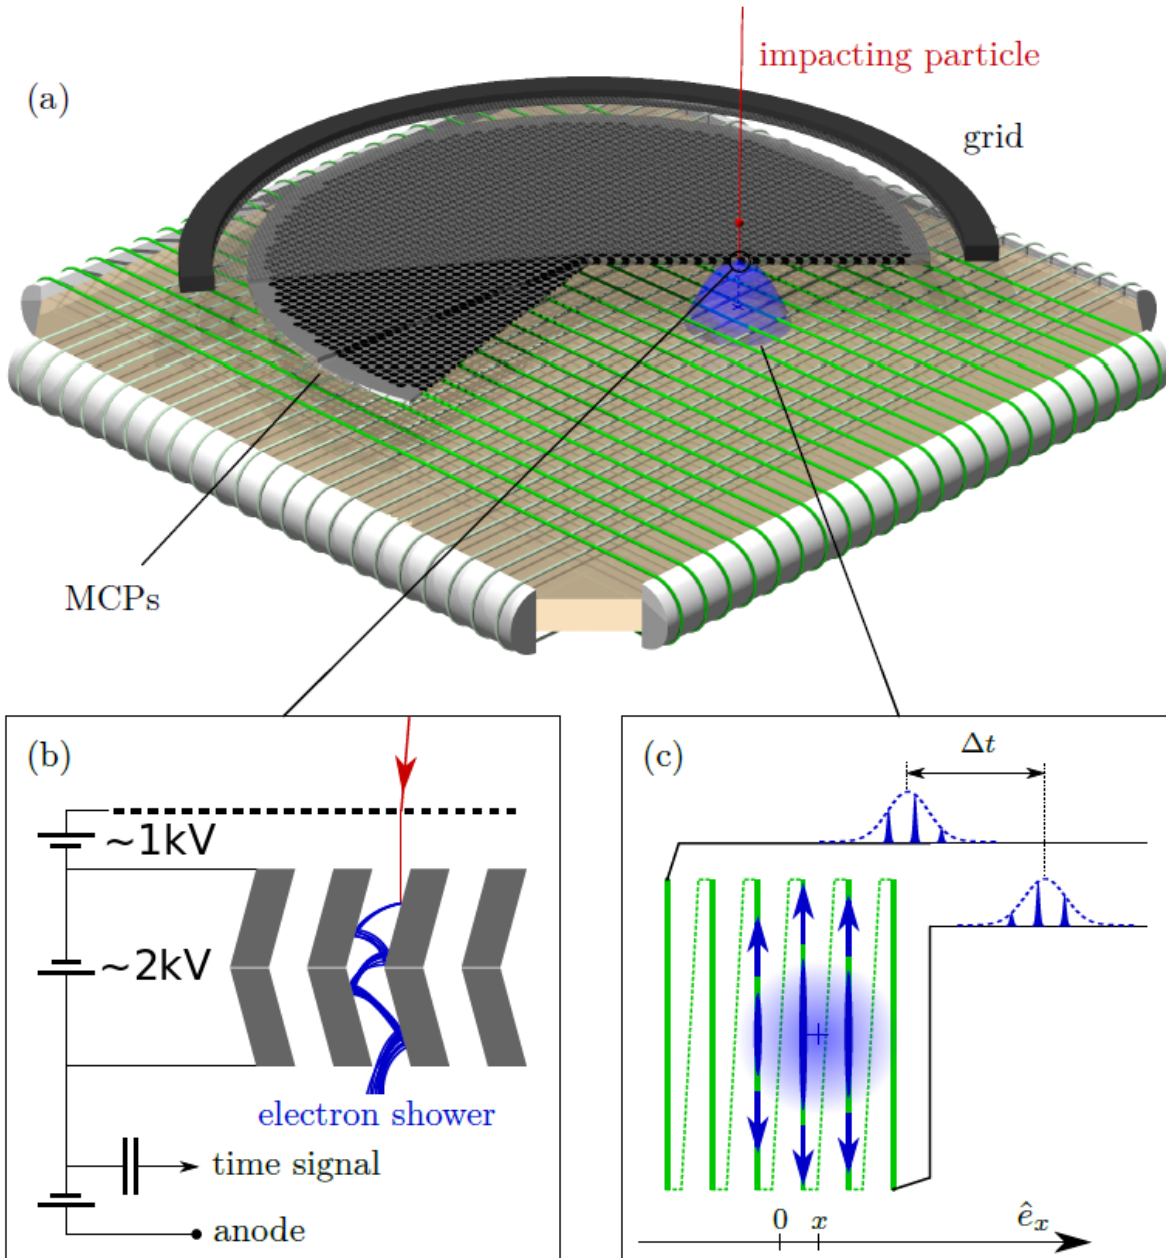 impacting particle
(a)
grid
MCPs
(b)
~1kV
~2kV
electron shower
time signal
anode
(c)
Δt
0 x ê_x